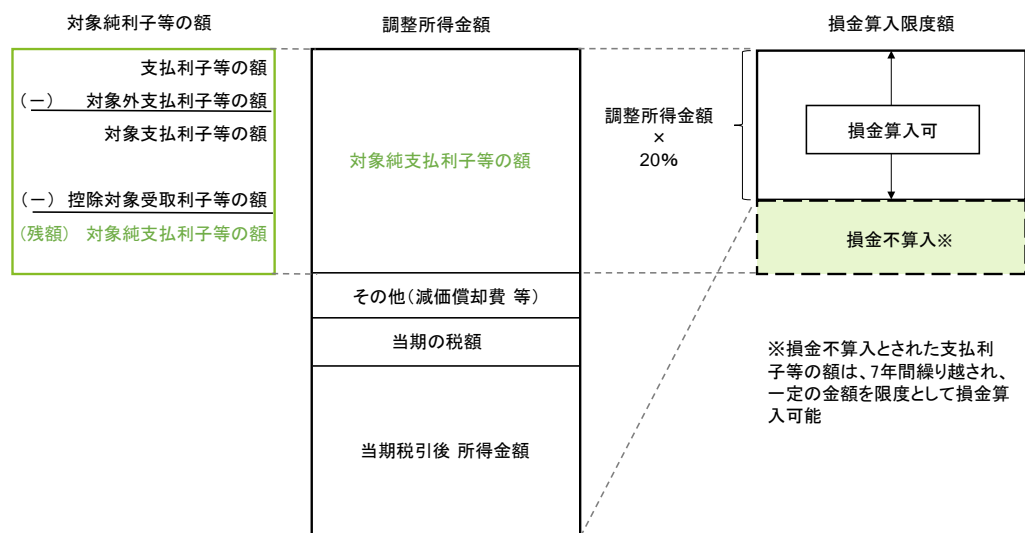 対象純利子等の額
支払利子等の額
(－) 対象外支払利子等の額
対象支払利子等の額
(－) 控除対象受取利子等の額
(残額) 対象純支払利子等の額
調整所得金額
対象純支払利子等の額
その他(減価償却費 等)
当期の税額
当期税引後 所得金額
調整所得金額
×
20%
損金算入限度額
損金算入可
損金不算入※
※損金不算入とされた支払利
子等の額は、7年間繰り越され、
一定の金額を限度として損金算
入可能